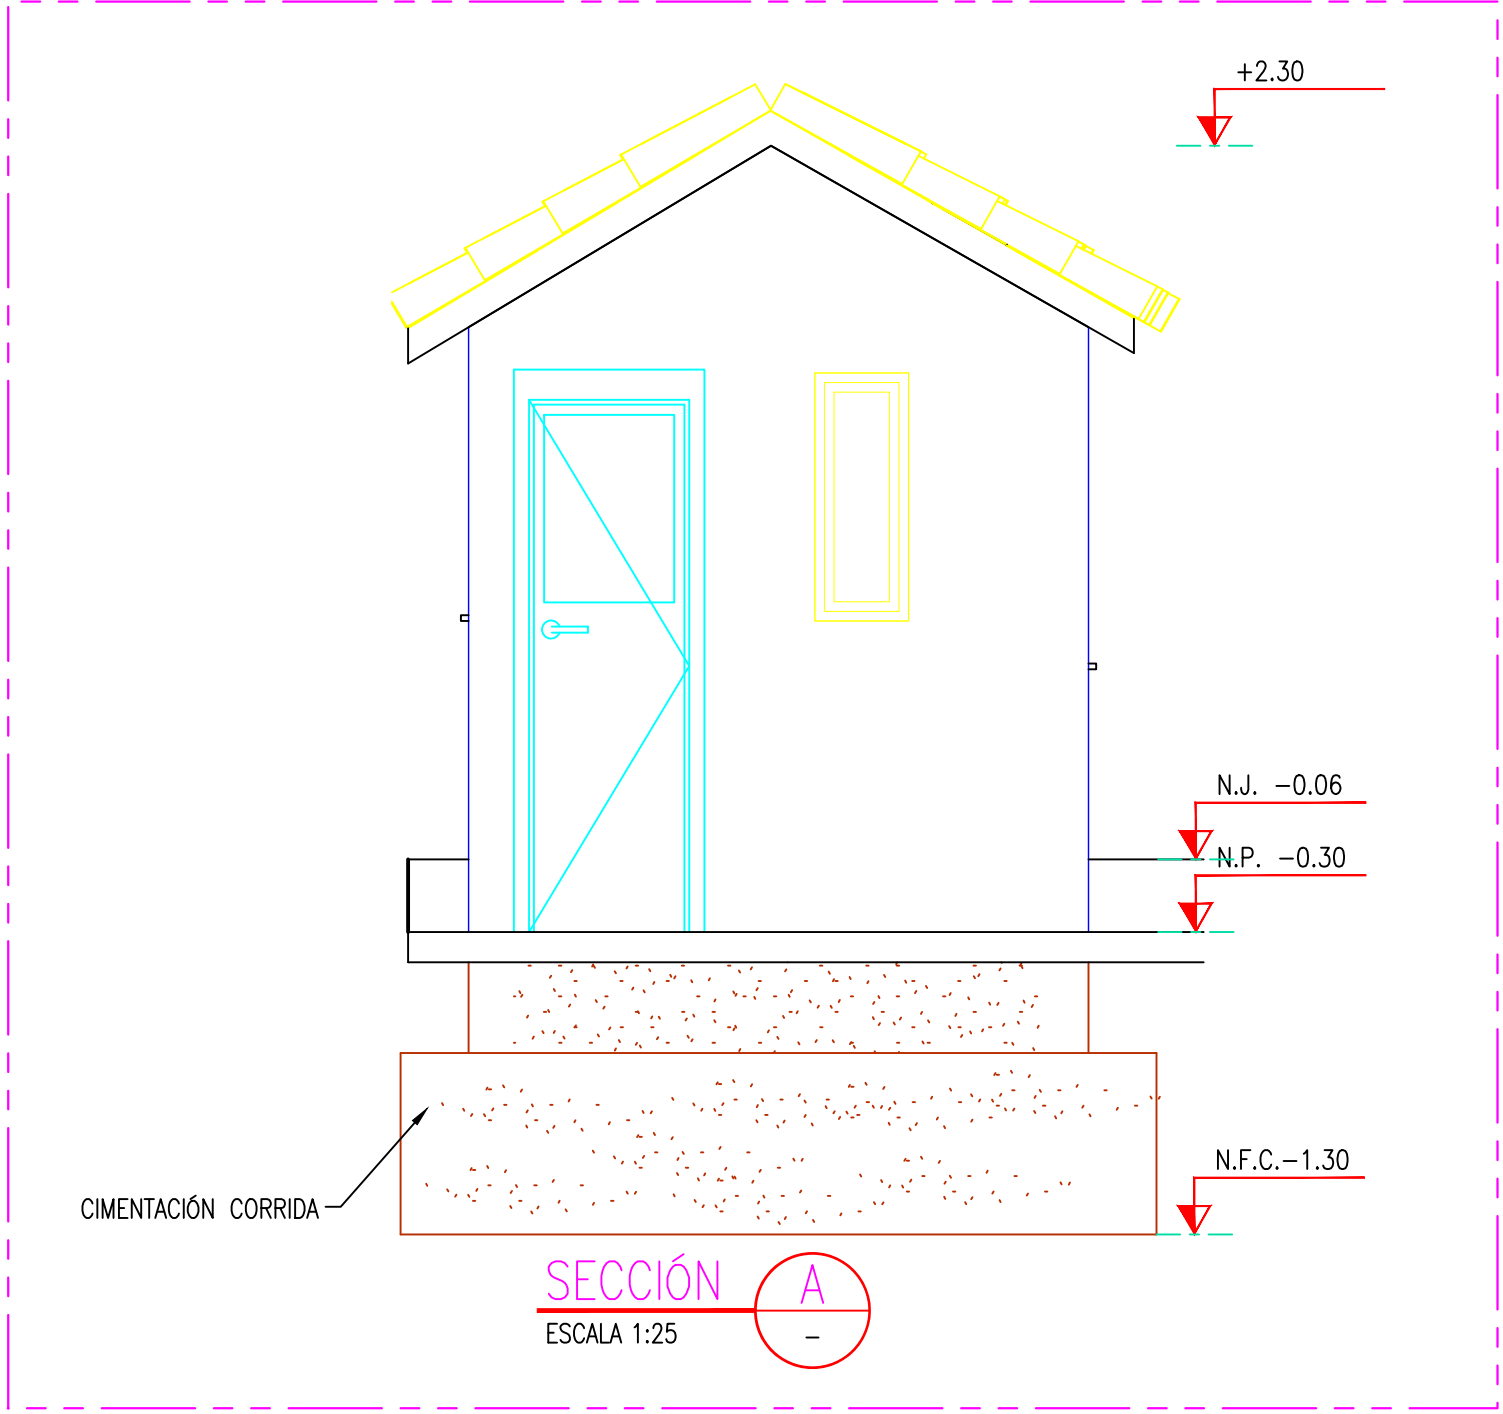 +2.30
N.J. -0.06
N.P. -0.30
N.F.C.-1.30
CIMENTACIÓN CORRIDA
SECCIÓN A
ESCALA 1:25 -